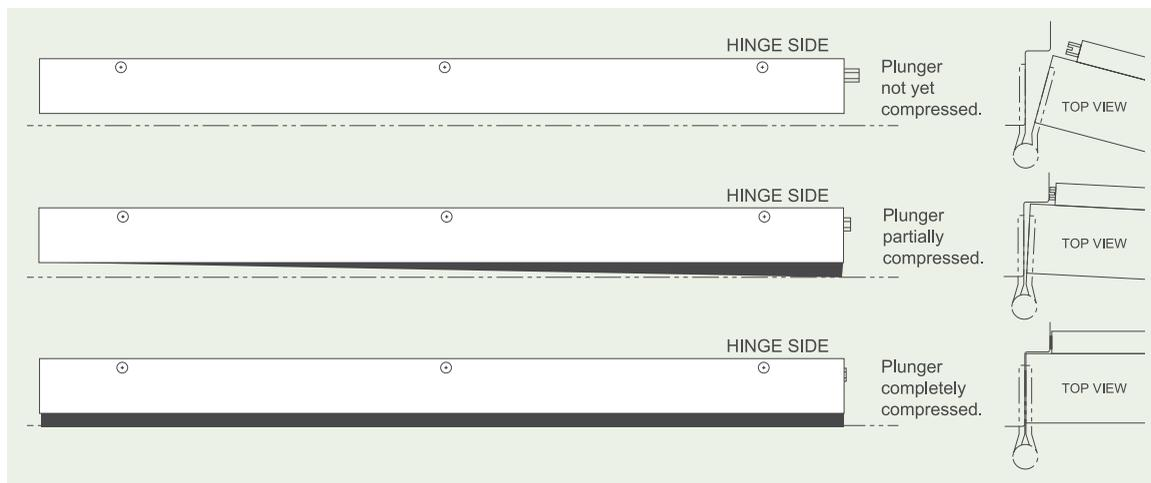 HINGE SIDE
Plunger
not yet
compressed.
TOP VIEW
HINGE SIDE
Plunger
partially
compressed.
TOP VIEW
HINGE SIDE
Plunger
completely
compressed.
TOP VIEW